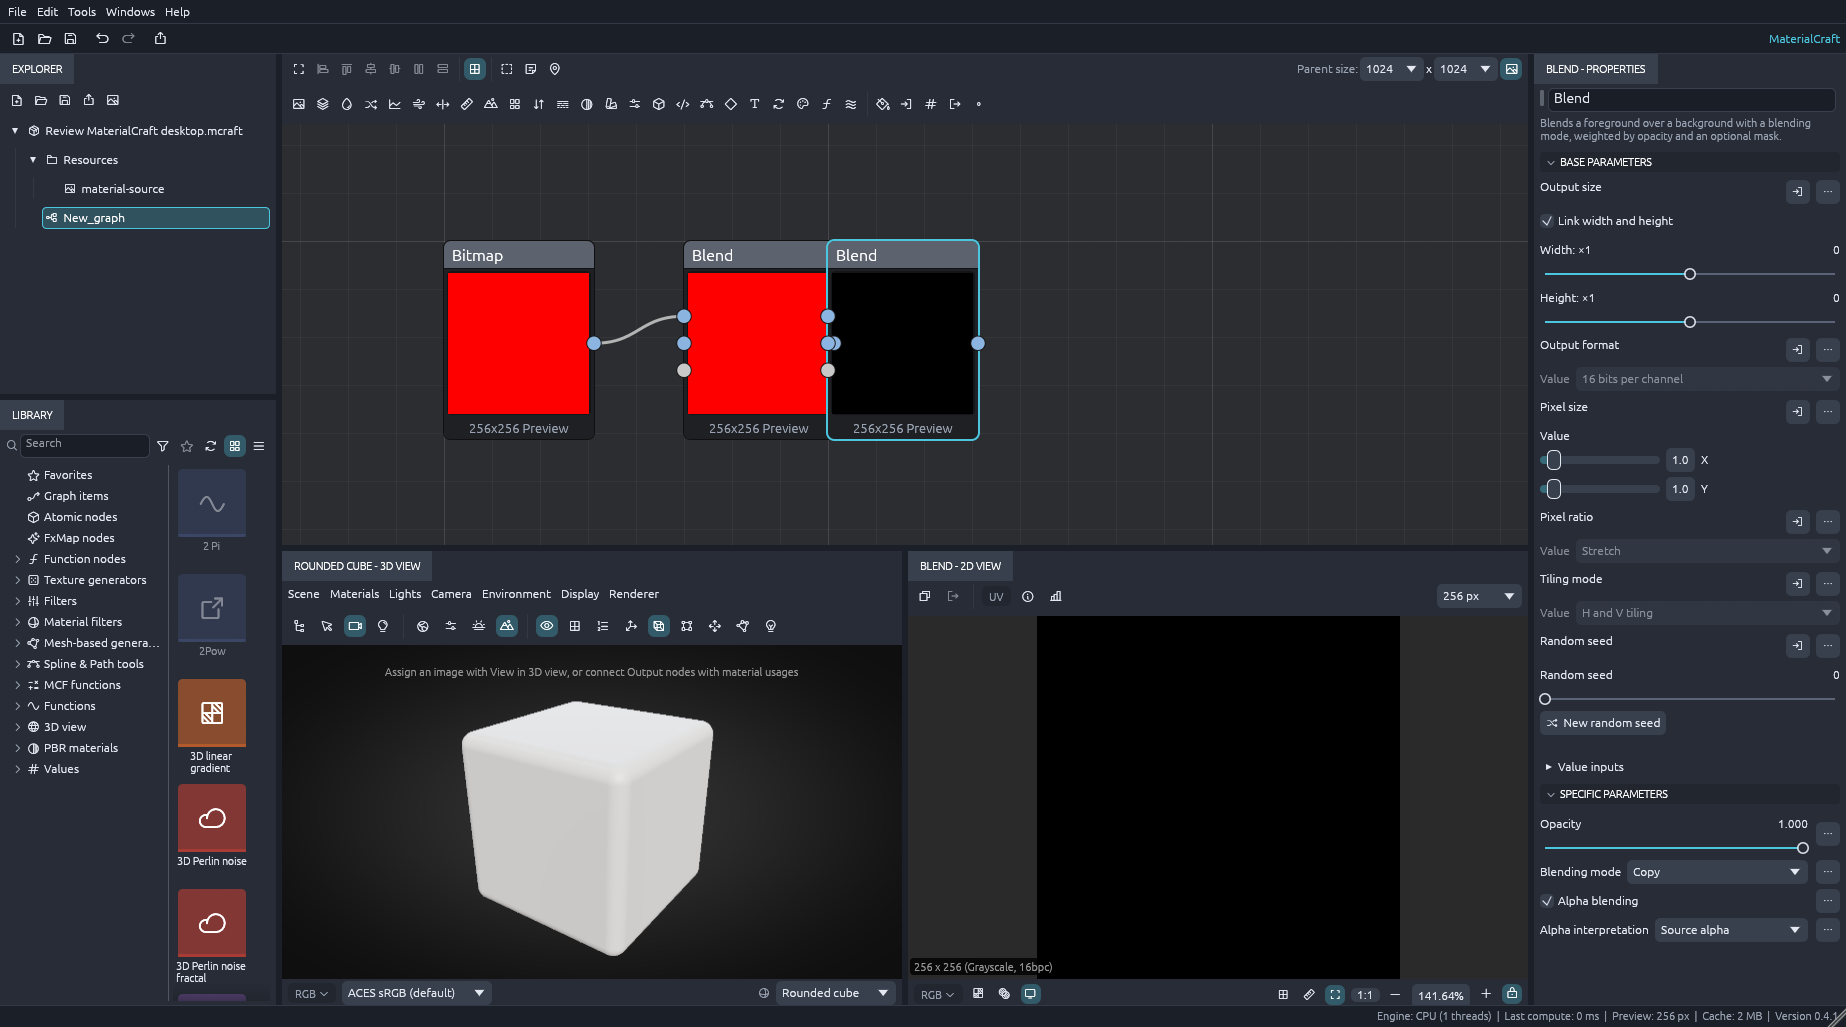 File Edit Tools Windows Help
MaterialCraft
EXPLORER
Review MaterialCraft desktop.mcraft
Resources
material-source
New_graph
LIBRARY
Search
Favorites
Graph items
Atomic nodes
FxMap nodes
Function nodes
Texture generators
Filters
Material filters
Mesh-based genera...
Spline & Path tools
MCF functions
Functions
3D view
PBR materials
Values
2 Pi
2Pow
3D linear
gradient
3D Perlin noise
3D Perlin noise
fractal
Parent size: 1024 x 1024
Bitmap
256x256 Preview
Blend
256x256 Preview
Blend
256x256 Preview
ROUNDED CUBE - 3D VIEW
Scene Materials Lights Camera Environment Display Renderer
Assign an image with View in 3D view, or connect Output nodes with material usages
RGB ACES sRGB (default) Rounded cube
BLEND - 2D VIEW
UV 256 px
256 x 256 (Grayscale, 16bpc)
RGB 1:1 141.64%
BLEND - PROPERTIES
Blend
Blends a foreground over a background with a blending
mode, weighted by opacity and an optional mask.
BASE PARAMETERS
Output size
Link width and height
Width: ×1 0
Height: ×1 0
Output format
Value 16 bits per channel
Pixel size
Value
1.0 X
1.0 Y
Pixel ratio
Value Stretch
Tiling mode
Value H and V tiling
Random seed
Random seed 0
New random seed
Value inputs
SPECIFIC PARAMETERS
Opacity 1.000
Blending mode Copy
Alpha blending
Alpha interpretation Source alpha
Engine: CPU (1 threads) | Last compute: 0 ms | Preview: 256 px | Cache: 2 MB | Version 0.4.1